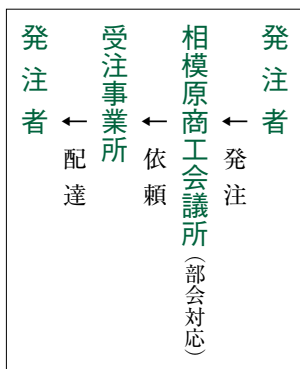 発注者
←発注
相模原商工会議所（部会対応）
←依頼
受注事業所
←配達
発注者